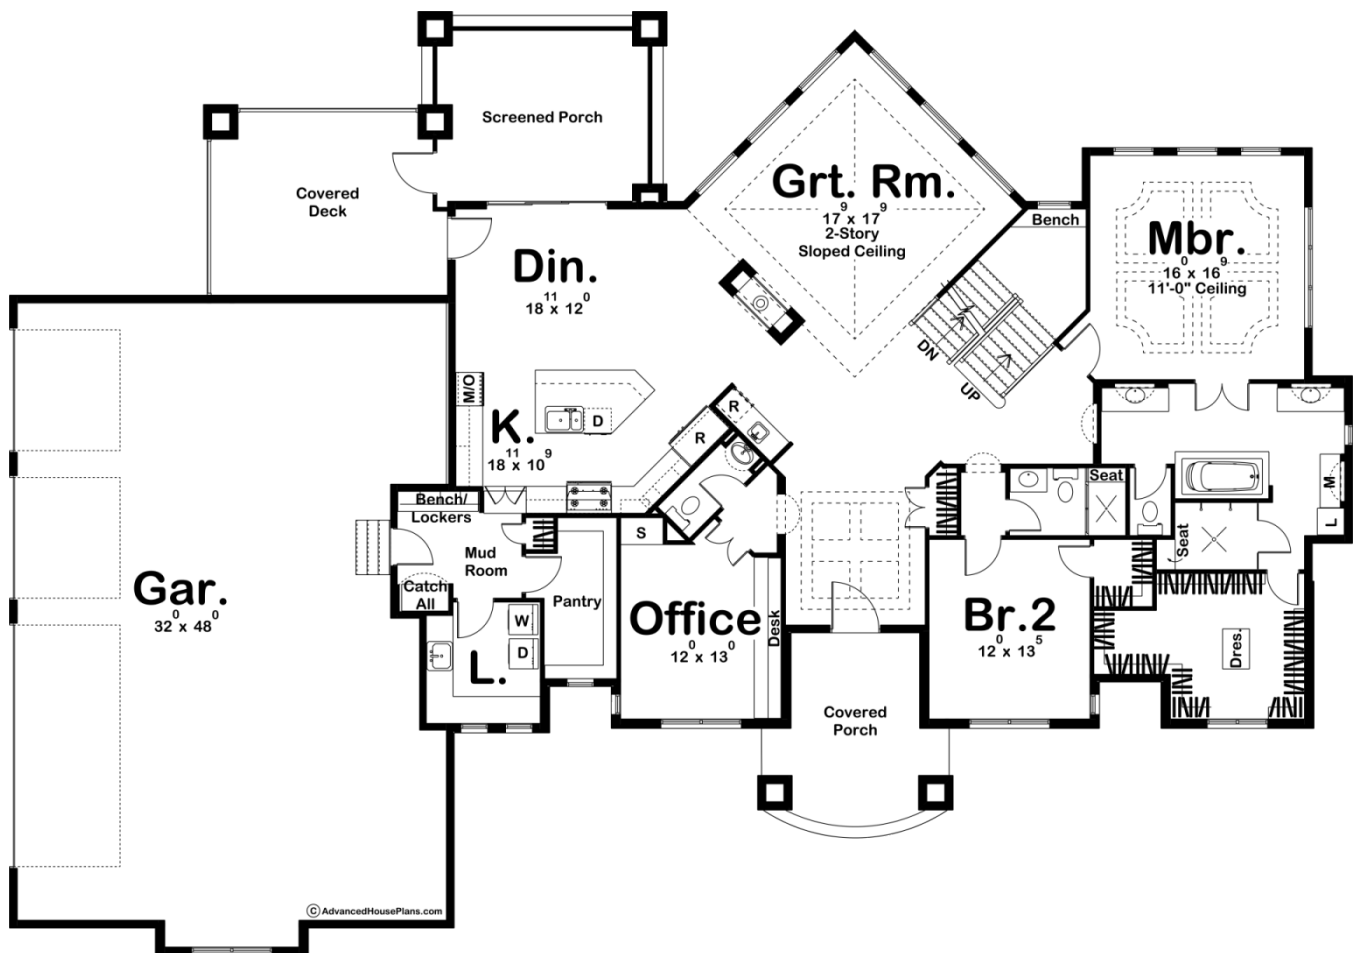 Screened Porch
Covered
Deck
Grt. Rm.
17⁹ x 17⁹
2-Story
Sloped Ceiling
Bench
Mbr.
16⁰ x 16⁹
11'-0" Ceiling
Din.
18¹¹ x 12⁰
DN
UP
M/O
D
K.
18¹¹ x 10⁹
R
R
Bench/
Lockers
Mud
Room
Catch
All
Gar.
32⁰ x 48⁰
S
Pantry
W
D
L.
Office
12⁰ x 13⁰
Desk
Seat
Br.2
12⁰ x 13⁵
Seat
M
L
Dres.
Covered
Porch
© AdvancedHousePlans.com